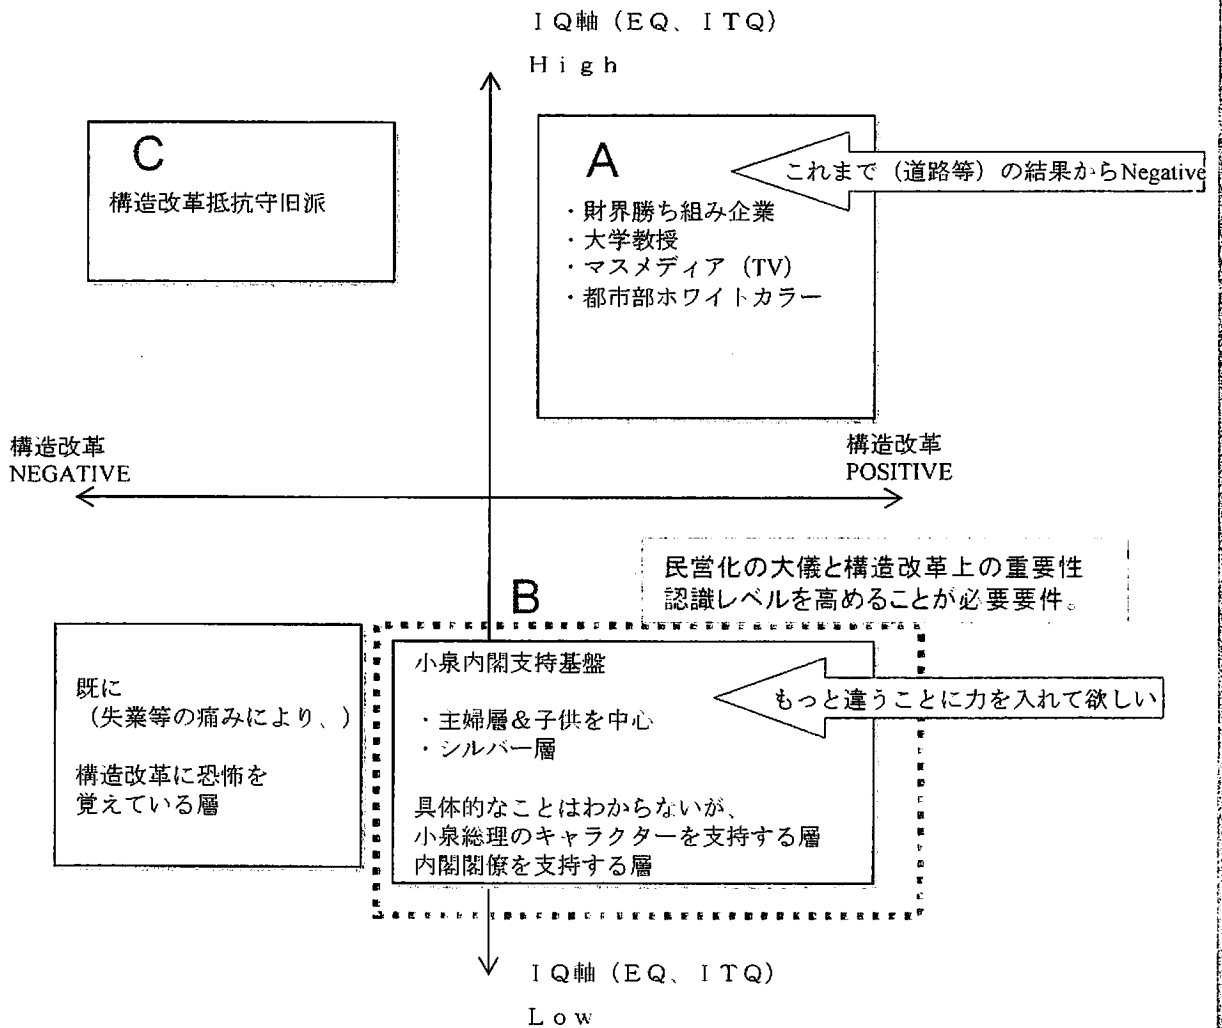 ＩＱ軸（ＥＱ、ＩＴＱ）
Ｈｉｇｈ
C
構造改革抵抗守旧派
A
・財界勝ち組み企業
・大学教授
・マスメディア（TV）
・都市部ホワイトカラー
これまで（道路等）の結果からNegative
構造改革
NEGATIVE
構造改革
POSITIVE
民営化の大儀と構造改革上の重要性
認識レベルを高めることが必要要件。
B
既に
（失業等の痛みにより、）
構造改革に恐怖を
覚えている層
小泉内閣支持基盤
・主婦層＆子供を中心
・シルバー層
具体的なことはわからないが、
小泉総理のキャラクターを支持する層
内閣閣僚を支持する層
もっと違うことに力を入れて欲しい
ＩＱ軸（ＥＱ、ＩＴＱ）
Ｌｏｗ